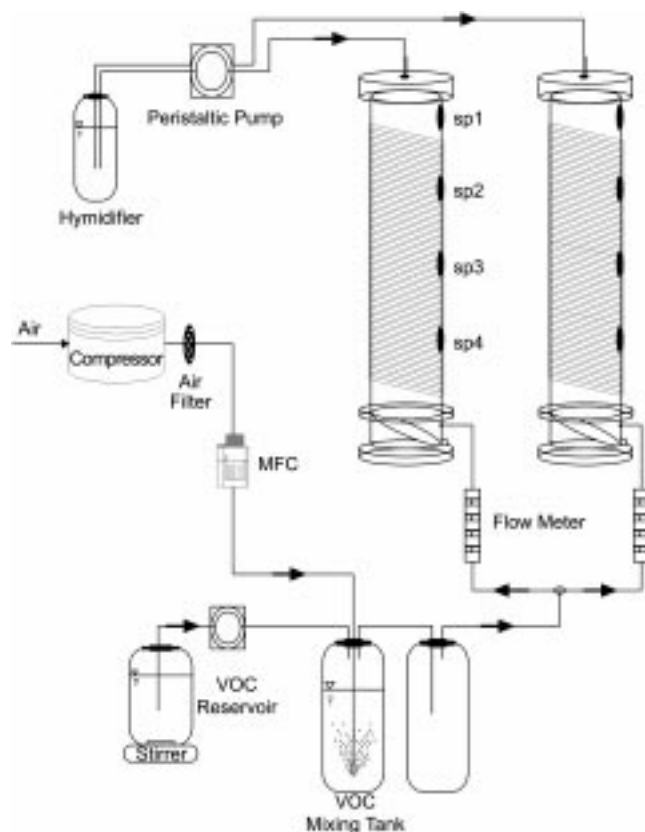 Peristaltic Pump
Hymidifier
sp1
sp2
sp3
sp4
Air
Compressor
Air
Filter
MFC
Flow Meter
VOC
Reservoir
Stirrer
VOC
Mixing Tank